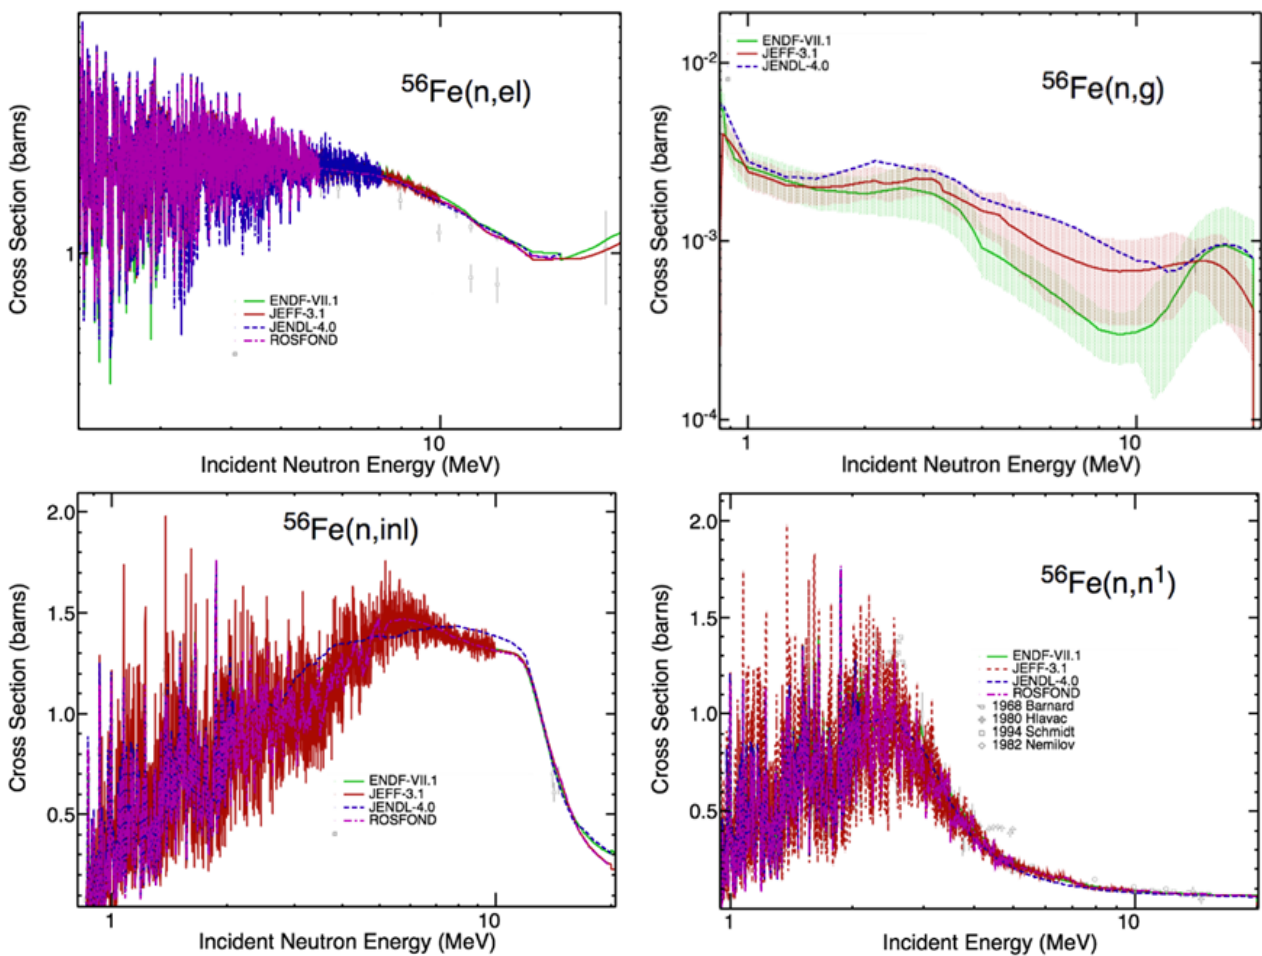 Cross Section (barns)
⁵⁶Fe(n,el)
1
ENDF-VII.1
JEFF-3.1
JENDL-4.0
ROSFOND
10
Incident Neutron Energy (MeV)
Cross Section (barns)
10⁻²
10⁻³
10⁻⁴
ENDF-VII.1
JEFF-3.1
JENDL-4.0
⁵⁶Fe(n,g)
1 10
Incident Neutron Energy (MeV)
Cross Section (barns)
2.0
1.5
1.0
0.5
⁵⁶Fe(n,inl)
ENDF-VII.1
JEFF-3.1
JENDL-4.0
ROSFOND
1 10
Incident Neutron Energy (MeV)
Cross Section (barns)
2.0
1.5
1.0
0.5
⁵⁶Fe(n,n¹)
ENDF-VII.1
JEFF-3.1
JENDL-4.0
ROSFOND
1968 Barnard
1980 Hlavac
1994 Schmidt
1982 Nemilov
1 10
Incident Energy (MeV)